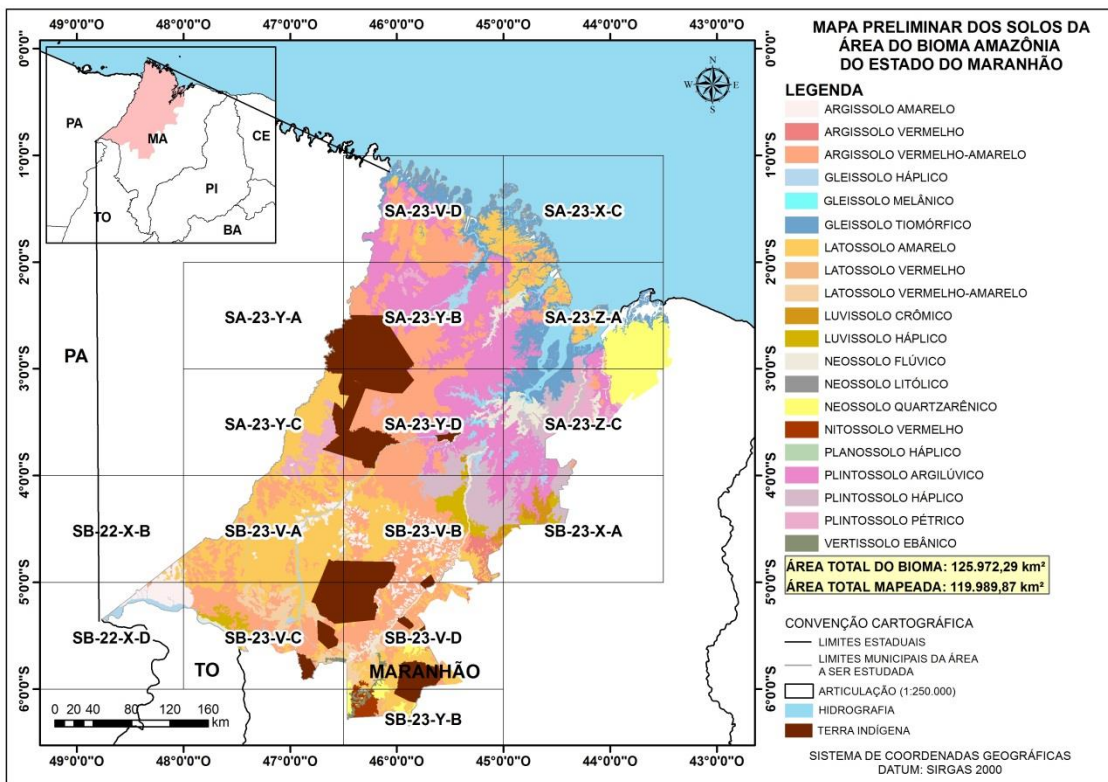 MAPA PRELIMINAR DOS SOLOS DA
ÁREA DO BIOMA AMAZÔNIA
DO ESTADO DO MARANHÃO
LEGENDA
ARGISSOLO AMARELO
ARGISSOLO VERMELHO
ARGISSOLO VERMELHO-AMARELO
GLEISSOLO HÁPLICO
GLEISSOLO MELÂNICO
GLEISSOLO TIOMÓRFICO
LATOSSOLO AMARELO
LATOSSOLO VERMELHO
LATOSSOLO VERMELHO-AMARELO
LUVISSOLO CRÔMICO
LUVISSOLO HÁPLICO
NEOSSOLO FLÚVICO
NEOSSOLO LITÓLICO
NEOSSOLO QUARTZARÊNICO
NITOSSOLO VERMELHO
PLANOSSOLO HÁPLICO
PLINTOSSOLO ARGILÚVICO
PLINTOSSOLO HÁPLICO
PLINTOSSOLO PÉTRICO
VERTISSOLO EBÂNICO
ÁREA TOTAL DO BIOMA: 125.972,29 km²
ÁREA TOTAL MAPEADA: 119.989,87 km²
CONVENÇÃO CARTOGRÁFICA
LIMITES ESTADUAIS
LIMITES MUNICIPAIS DA ÁREA
A SER ESTUDADA
ARTICULAÇÃO (1:250.000)
HIDROGRAFIA
TERRA INDÍGENA
SISTEMA DE COORDENADAS GEOGRÁFICAS
DATUM: SIRGAS 2000
N
W E
S
PA
MA
CE
PI
TO
BA
0°0'0"
1°0'0"S
2°0'0"S
3°0'0"S
4°0'0"S
5°0'0"S
6°0'0"S
SA-23-V-D
SA-23-X-C
SA-23-Y-A
SA-23-Y-B
SA-23-Z-A
PA
SA-23-Y-C
SA-23-Y-D
SA-23-Z-C
SB-22-X-B
SB-23-V-A
SB-23-V-B
SB-23-X-A
SB-22-X-D
SB-23-V-C
SB-23-V-D
TO
MARANHÃO
SB-23-Y-B
0 20 40 80 120 160
km
49°0'0"O
48°0'0"O
47°0'0"O
46°0'0"O
45°0'0"O
44°0'0"O
43°0'0"O